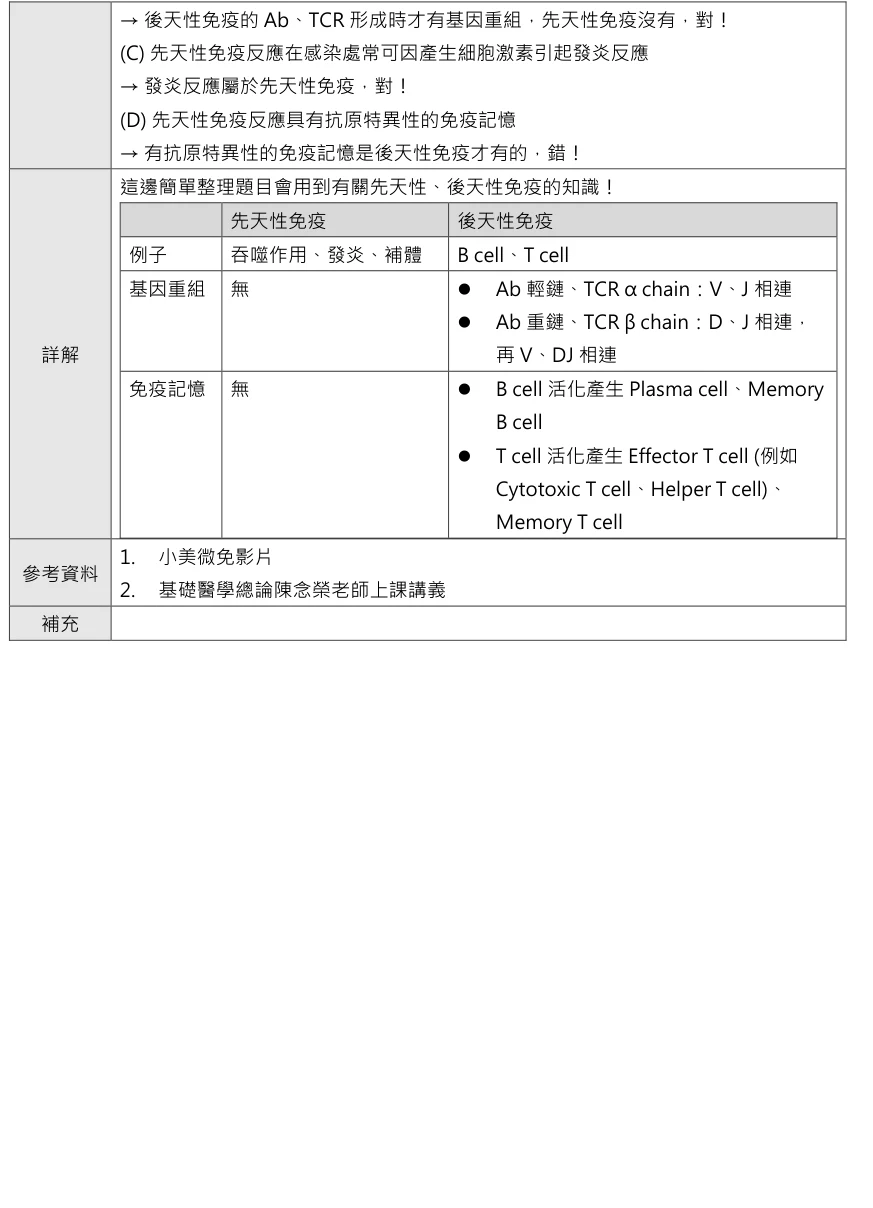 → 後天性免疫的 Ab、TCR 形成時才有基因重組，先天性免疫沒有，對！
(C) 先天性免疫反應在感染處常可因產生細胞激素引起發炎反應
→ 發炎反應屬於先天性免疫，對！
(D) 先天性免疫反應具有抗原特異性的免疫記憶
→ 有抗原特異性的免疫記憶是後天性免疫才有的，錯！
詳解
這邊簡單整理題目會用到有關先天性、後天性免疫的知識！
先天性免疫 後天性免疫
例子 吞噬作用、發炎、補體 B cell、T cell
基因重組 無 ● Ab 輕鏈、TCR α chain：V、J 相連
● Ab 重鏈、TCR β chain：D、J 相連，
再 V、DJ 相連
免疫記憶 無 ● B cell 活化產生 Plasma cell、Memory
B cell
● T cell 活化產生 Effector T cell (例如
Cytotoxic T cell、Helper T cell)、
Memory T cell
參考資料
1. 小美微免影片
2. 基礎醫學總論陳念榮老師上課講義
補充